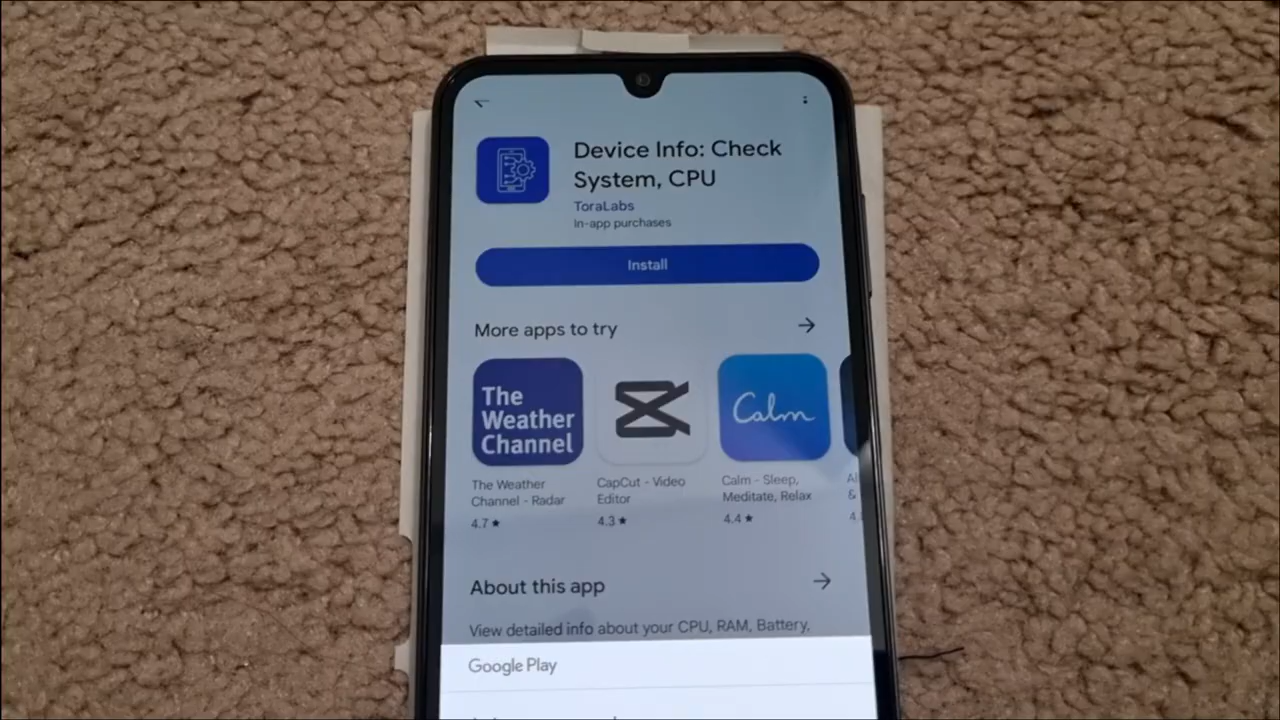 Device Info: Check
System, CPU
ToraLabs
In-app purchases
Install
More apps to try
The
Weather
Channel
Calm
The Weather
Channel - Radar
4.7★
CapCut - Video
Editor
4.3★
Calm - Sleep,
Meditate, Relax
4.4★
&
4.
About this app
View detailed info about your CPU, RAM, Battery,
Google Play